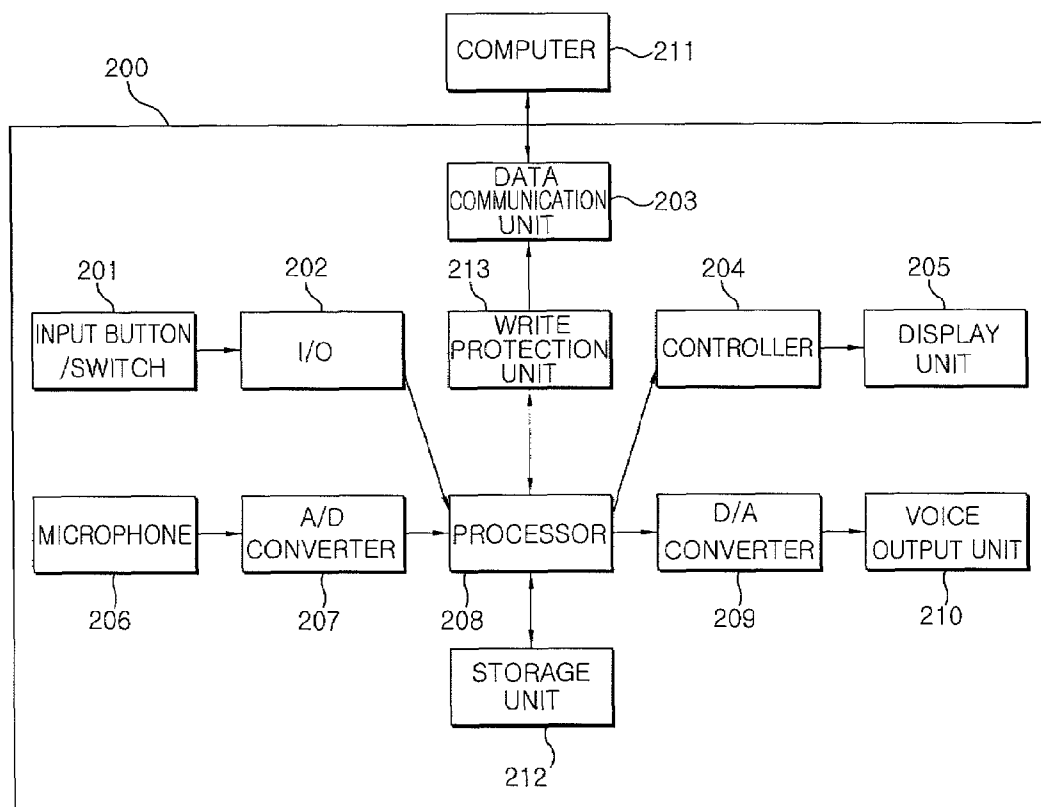 COMPUTER
211
200
DATA
COMMUNICATION
UNIT
203
201
202
213
204
205
INPUT BUTTON
/SWITCH
I/O
WRITE
PROTECTION
UNIT
CONTROLLER
DISPLAY
UNIT
MICROPHONE
A/D
CONVERTER
PROCESSOR
D/A
CONVERTER
VOICE
OUTPUT UNIT
206
207
208
209
210
STORAGE
UNIT
212